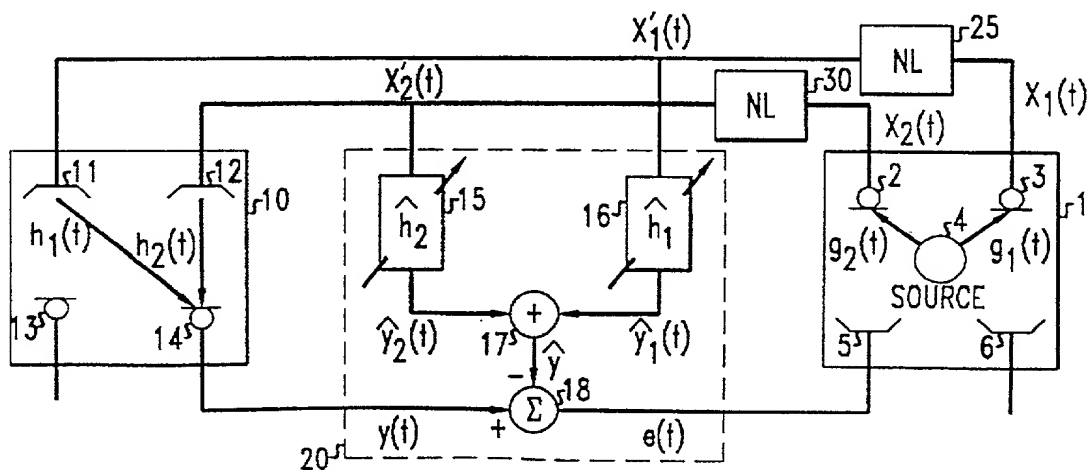 X'₁(t)
25
NL
X'₂(t)
30
NL
X₁(t)
X₂(t)
11
12
10
ĥ₂
15
16
ĥ₁
2
3
1
4
h₁(t)
h₂(t)
g₂(t)
g₁(t)
SOURCE
13
14
ŷ₂(t)
17
+
ŷ₁(t)
5
6
ŷ
−
18
Σ
+
y(t)
e(t)
20